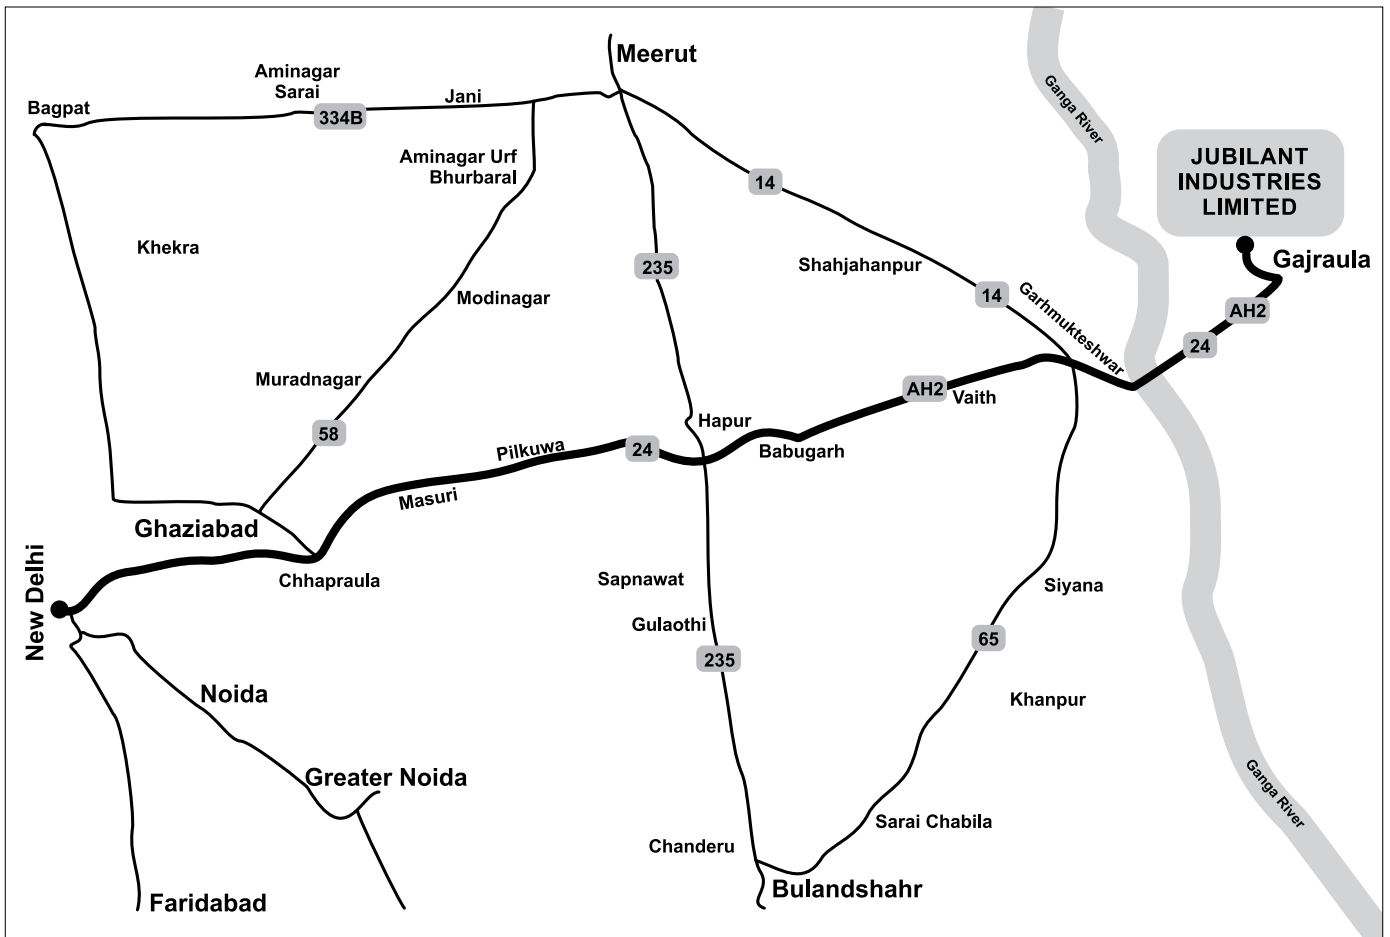 Meerut
Aminagar
Sarai
Jani
Bagpat
334B
Ganga River
Aminagar Urf
Bhurbaral
14
JUBILANT
INDUSTRIES
LIMITED
Khekra
235
Shahjahanpur
Gajraula
Modinagar
14
Garhmukteshwar
AH2
24
Muradnagar
AH2
Vaith
58
Hapur
Pilkuwa
24
Babugarh
Masuri
Ghaziabad
New Delhi
Chhapraula
Sapnawat
Siyana
Gulaothi
65
235
Noida
Khanpur
Greater Noida
Ganga River
Sarai Chabila
Chanderu
Bulandshahr
Faridabad